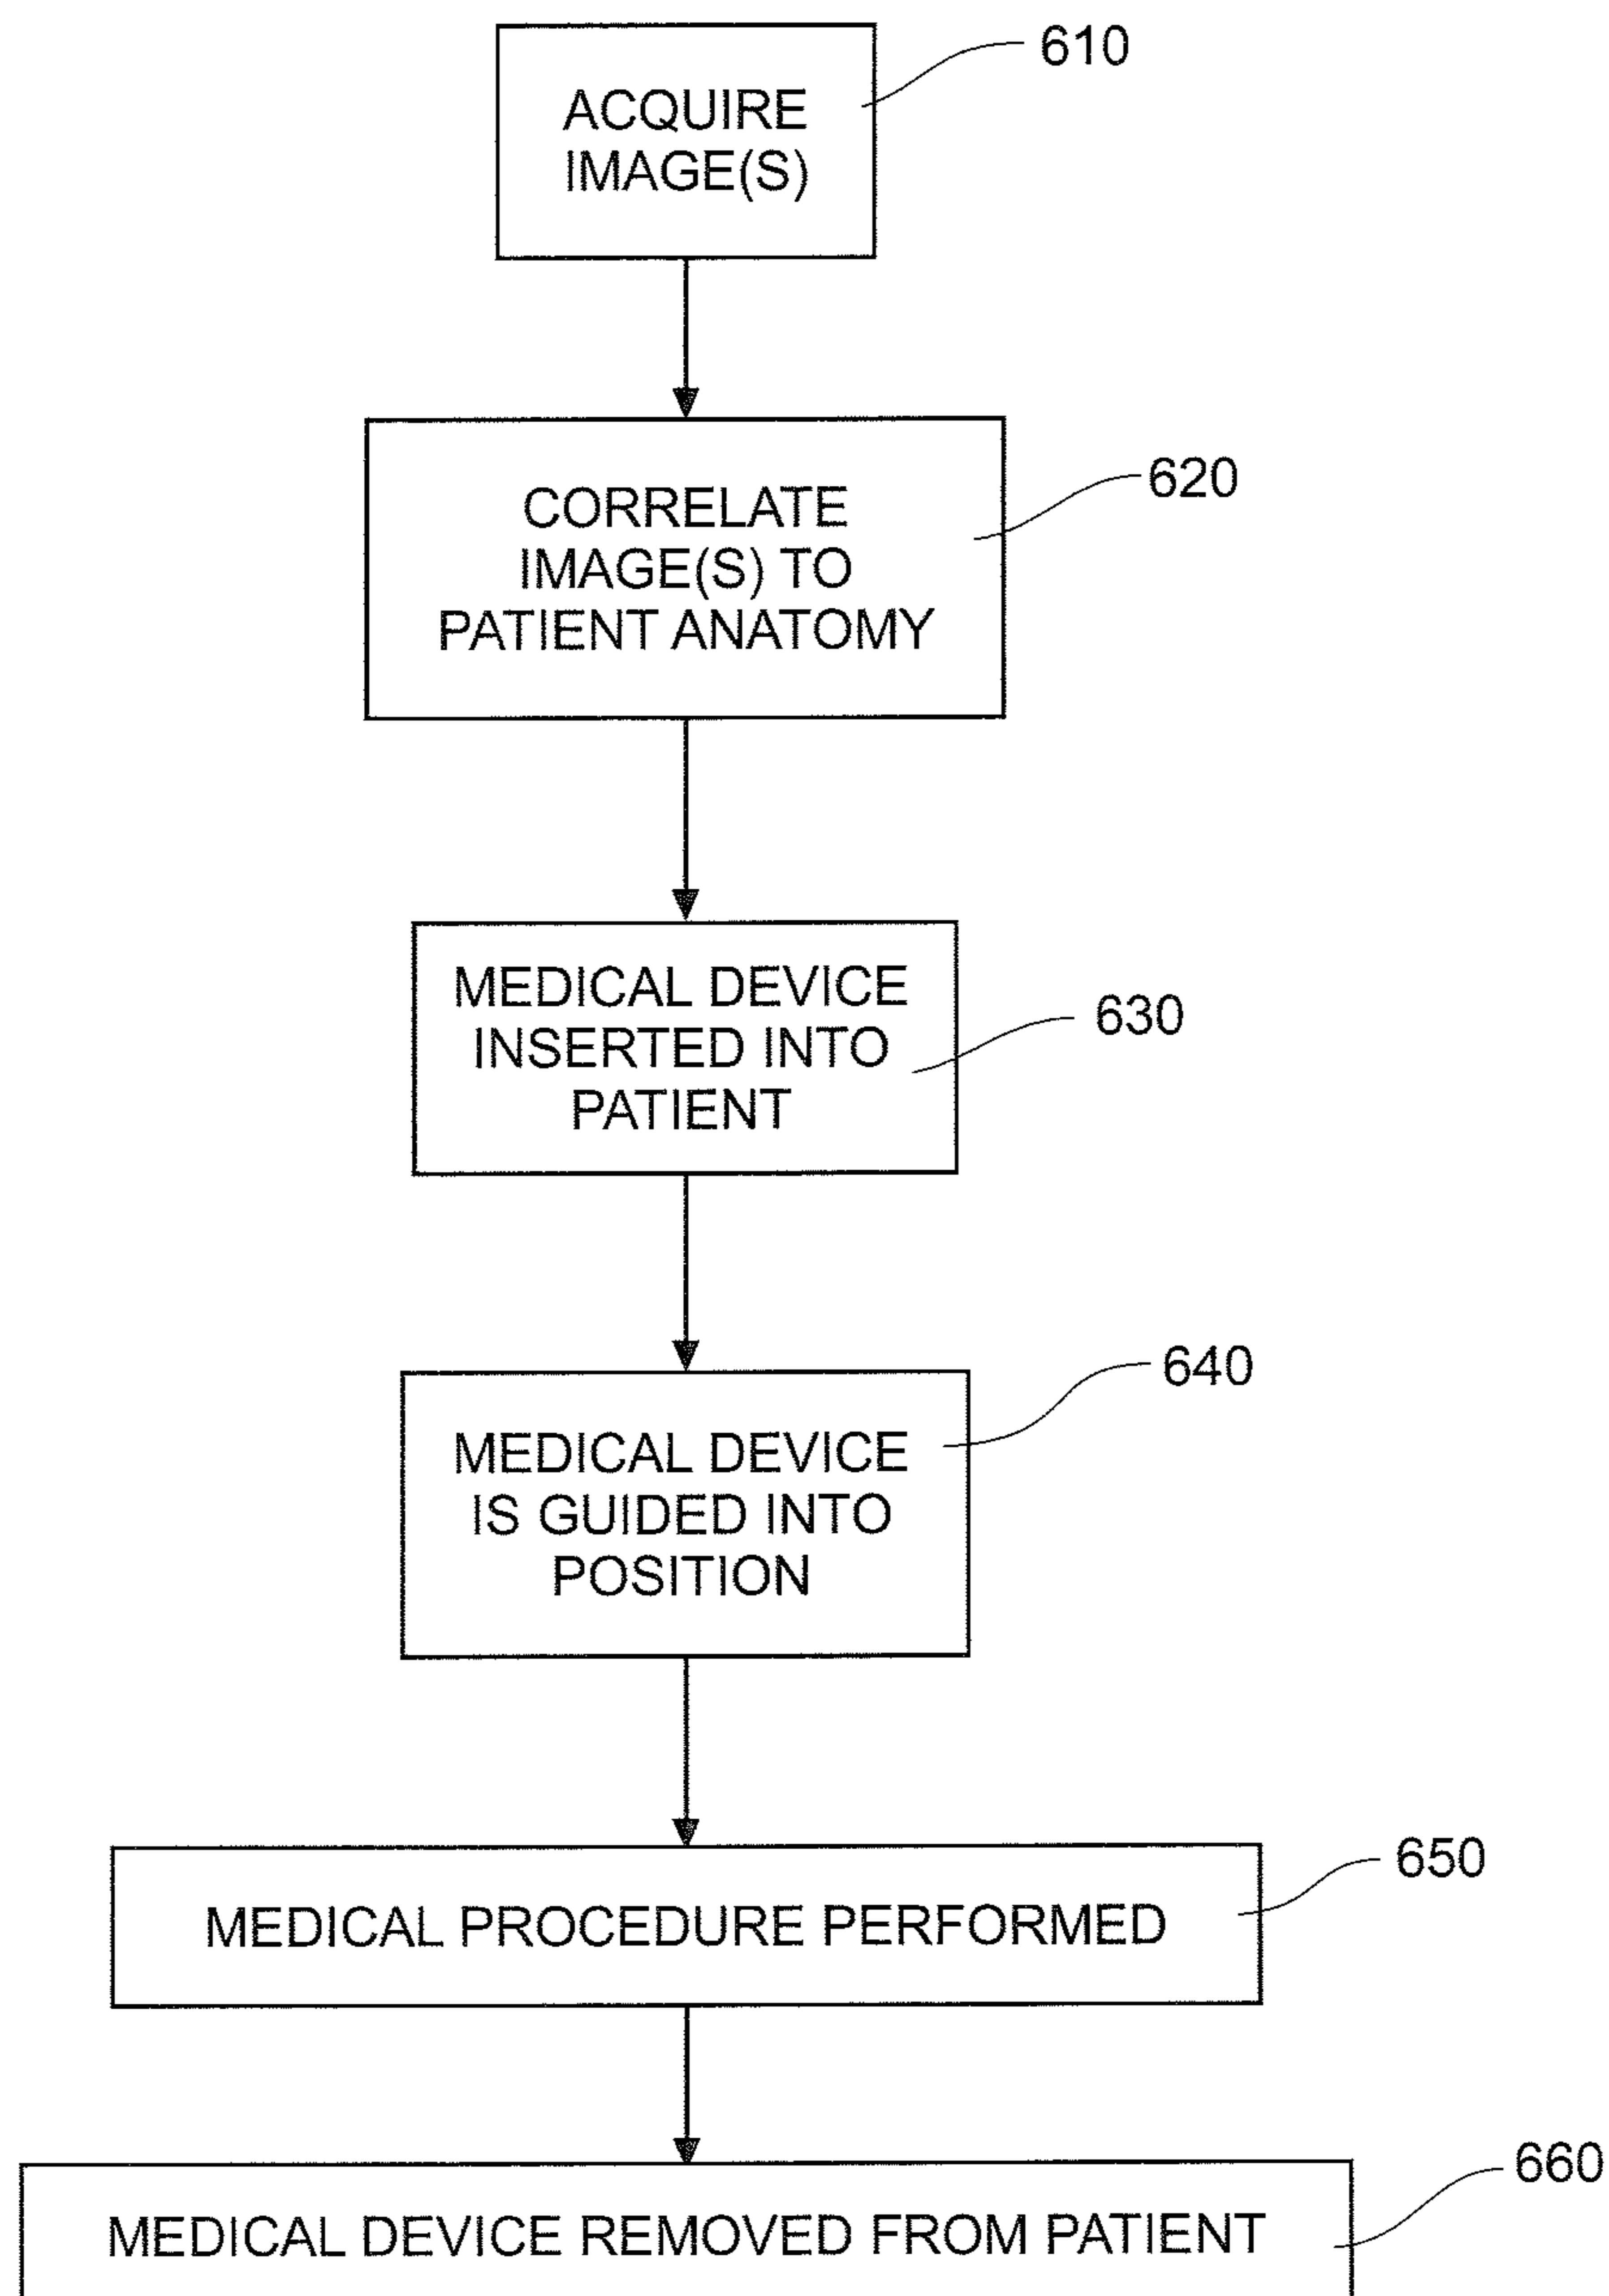 610
ACQUIRE
IMAGE(S)
620
CORRELATE
IMAGE(S) TO
PATIENT ANATOMY
630
MEDICAL DEVICE
INSERTED INTO
PATIENT
640
MEDICAL DEVICE
IS GUIDED INTO
POSITION
650
MEDICAL PROCEDURE PERFORMED
660
MEDICAL DEVICE REMOVED FROM PATIENT